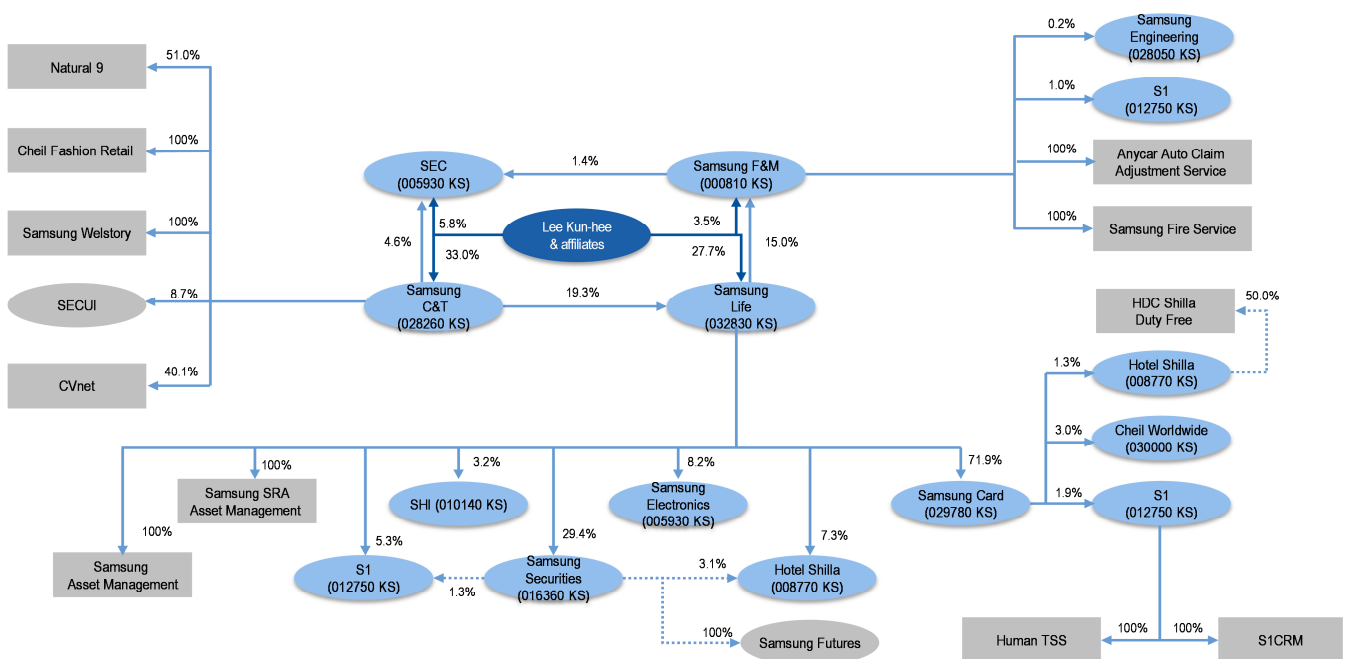 Natural 9
51.0%
Cheil Fashion Retail
100%
Samsung Welstory
100%
SECUI
8.7%
CVnet
40.1%
SEC
(005930 KS)
1.4%
Samsung F&M
(000810 KS)
5.8%
Lee Kun-hee
& affiliates
3.5%
4.6%
33.0%
27.7%
15.0%
Samsung
C&T
(028260 KS)
19.3%
Samsung
Life
(032830 KS)
0.2%
Samsung
Engineering
(028050 KS)
1.0%
S1
(012750 KS)
100%
Anycar Auto Claim
Adjustment Service
100%
Samsung Fire Service
HDC Shilla
Duty Free
50.0%
1.3%
Hotel Shilla
(008770 KS)
3.0%
Cheil Worldwide
(030000 KS)
1.9%
S1
(012750 KS)
71.9%
Samsung Card
(029780 KS)
100%
Samsung SRA
Asset Management
3.2%
SHI (010140 KS)
8.2%
Samsung
Electronics
(005930 KS)
100%
Samsung
Asset Management
5.3%
S1
(012750 KS)
29.4%
Samsung
Securities
(016360 KS)
1.3%
3.1%
7.3%
Hotel Shilla
(008770 KS)
100%
Samsung Futures
Human TSS
100%
100%
S1CRM